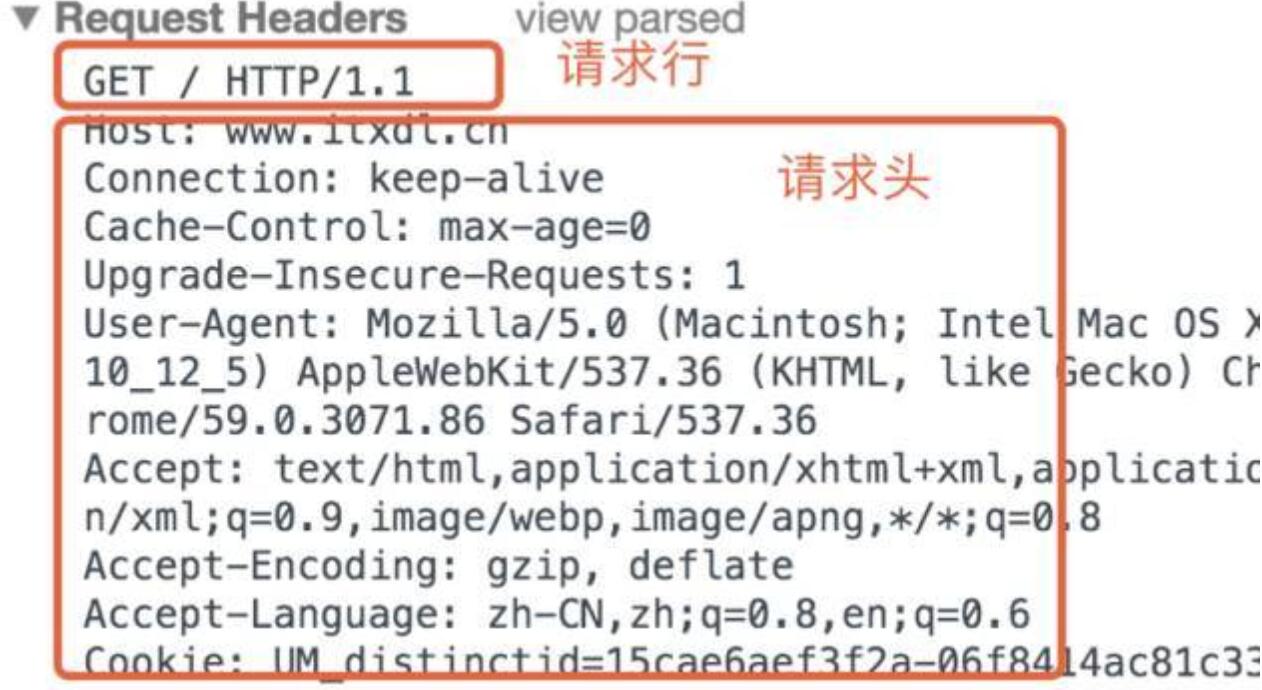 ▼ Request Headers view parsed
GET / HTTP/1.1 请求行
Host: www.itxdl.cn
Connection: keep-alive 请求头
Cache-Control: max-age=0
Upgrade-Insecure-Requests: 1
User-Agent: Mozilla/5.0 (Macintosh; Intel Mac OS X
10_12_5) AppleWebKit/537.36 (KHTML, like Gecko) Ch
rome/59.0.3071.86 Safari/537.36
Accept: text/html,application/xhtml+xml,applicatio
n/xml;q=0.9,image/webp,image/apng,*/*;q=0.8
Accept-Encoding: gzip, deflate
Accept-Language: zh-CN,zh;q=0.8,en;q=0.6
Cookie: UM_distinctid=15cae6aef3f2a-06f8414ac81c33